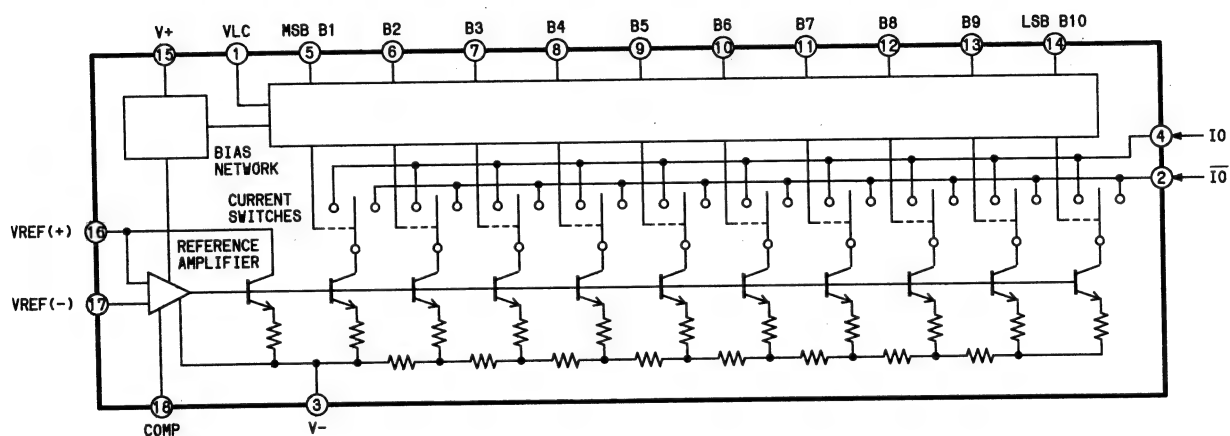 V+ VLC MSB B1 B2 B3 B4 B5 B6 B7 B8 B9 LSB B10
15 1 5 6 7 8 9 10 11 12 13 14
4 IO
BIAS
NETWORK
2 IO
CURRENT
SWITCHES
VREF(+) 16
REFERENCE
AMPLIFIER
VREF(-) 17
18 3
COMP V-